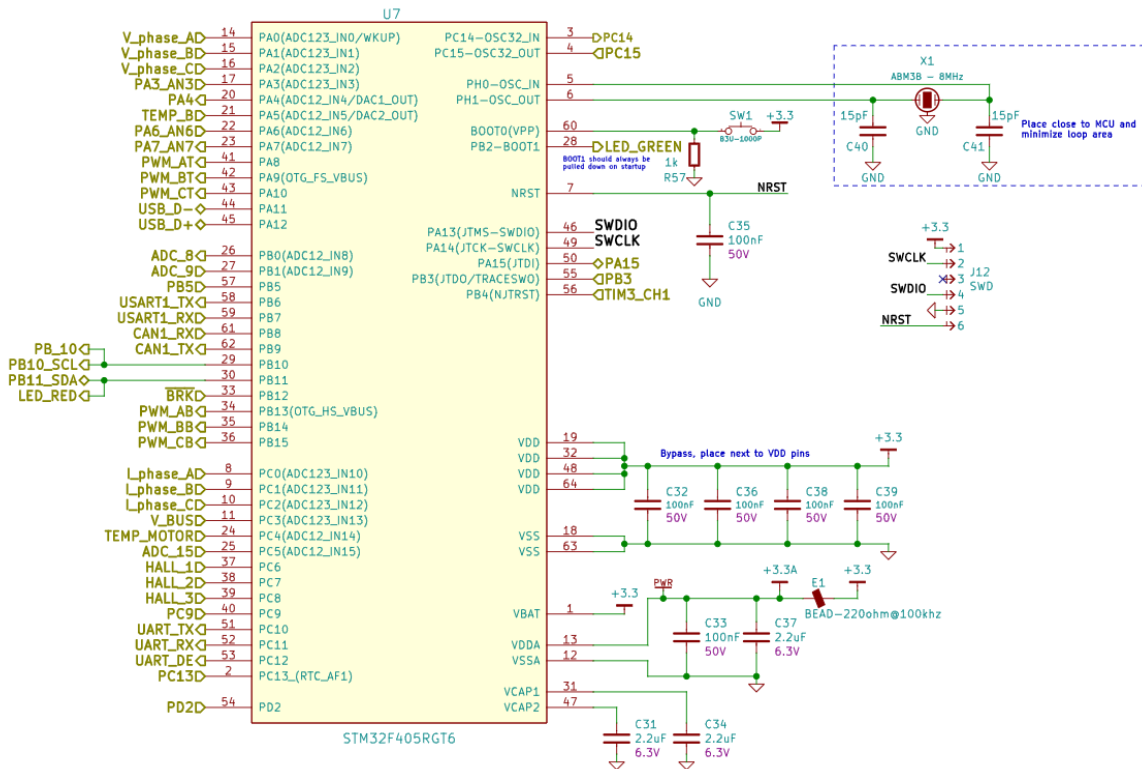 U7
V_phase_A 14 PA0(ADC123_IN0/WKUP)
V_phase_B 15 PA1(ADC123_IN1)
V_phase_C 16 PA2(ADC123_IN2)
PA3_AN3 17 PA3(ADC123_IN3)
PA4 20 PA4(ADC12_IN4/DAC1_OUT)
TEMP_B 21 PA5(ADC12_IN5/DAC2_OUT)
PA6_AN6 22 PA6(ADC12_IN6)
PA7_AN7 23 PA7(ADC12_IN7)
PWM_AT 41 PA8
PWM_BT 42 PA9(OTG_FS_VBUS)
PWM_CT 43 PA10
USB_D- 44 PA11
USB_D+ 45 PA12
ADC_8 26 PB0(ADC12_IN8)
ADC_9 27 PB1(ADC12_IN9)
PB5 57 PB5
USART1_TX 58 PB6
USART1_RX 59 PB7
CAN1_RX 61 PB8
CAN1_TX 62 PB9
PB_10
PB10_SCL 29 PB10
PB11_SDA 30 PB11
LED_RED
BRK 33 PB12
PWM_AB 34 PB13(OTG_HS_VBUS)
PWM_BB 35 PB14
PWM_CB 36 PB15
I_phase_A 8 PC0(ADC123_IN10)
I_phase_B 9 PC1(ADC123_IN11)
I_phase_C 10 PC2(ADC123_IN12)
V_BUS 11 PC3(ADC123_IN13)
TEMP_MOTOR 24 PC4(ADC12_IN14)
ADC_15 25 PC5(ADC12_IN15)
HALL_1 37 PC6
HALL_2 38 PC7
HALL_3 39 PC8
PC9 40 PC9
UART_TX 51 PC10
UART_RX 52 PC11
UART_DE 53 PC12
PC13 2 PC13_(RTC_AF1)
PD2 54 PD2
STM32F405RGT6
PC14-OSC32_IN 3 PC14
PC15-OSC32_OUT 4 PC15
PH0-OSC_IN 5
PH1-OSC_OUT 6
BOOT0(VPP) 60
PB2-BOOT1 28 LED_GREEN
NRST 7 NRST
PA13(JTMS-SWDIO) 46 SWDIO
PA14(JTCK-SWCLK) 49 SWCLK
PA15(JTDI) 50 PA15
PB3(JTDO/TRACESWO) 55 PB3
PB4(NJTRST) 56 TIM3_CH1
VDD 19
VDD 32
VDD 48
VDD 64
VSS 18
VSS 63
VBAT 1
VDDA 13
VSSA 12
VCAP1 31
VCAP2 47
SW1
B3U-1000P
+3.3
BOOT1 should always be
pulled down on startup
1k
R57
C35
100nF
50V
GND
X1
ABM3B - 8MHz
GND
15pF
C40
GND
15pF
C41
GND
Place close to MCU and
minimize loop area
+3.3
1
SWCLK 2
3
SWDIO 4
5
NRST 6
J12
SWD
Bypass, place next to VDD pins
+3.3
C32
100nF
50V
C36
100nF
50V
C38
100nF
50V
C39
100nF
50V
+3.3
PWR
+3.3A
E1
+3.3
BEAD-220ohm@100khz
C33
100nF
50V
C37
2.2uF
6.3V
C31
2.2uF
6.3V
C34
2.2uF
6.3V